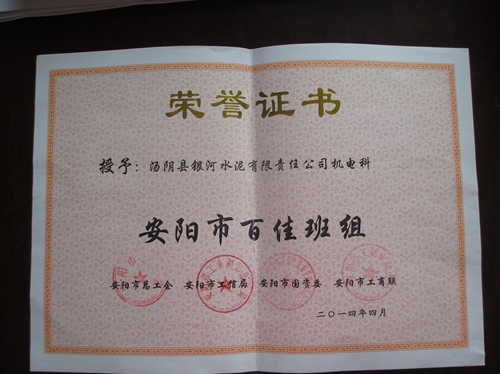 荣誉证书
授予：汤阴县银河水泥有限责任公司机电科
安阳市百佳班组
安阳市总工会 安阳市工信局 安阳市国资委 安阳市工商联
二〇一四年四月